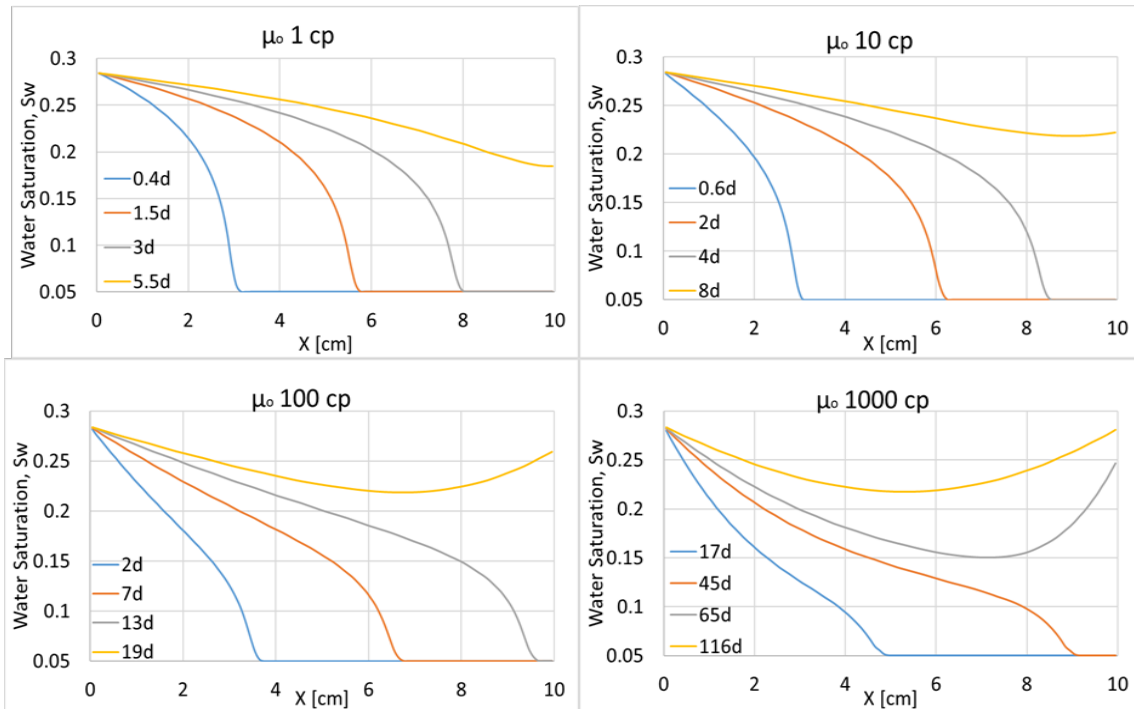 μₒ 1 cp
0.3
0.25
0.2
0.15
0.1
0.05
Water Saturation, Sw
0.4d
1.5d
3d
5.5d
0 2 4 6 8 10
X [cm]
μₒ 10 cp
0.3
0.25
0.2
0.15
0.1
0.05
Water Saturation, Sw
0.6d
2d
4d
8d
0 2 4 6 8 10
X [cm]
μₒ 100 cp
0.3
0.25
0.2
0.15
0.1
0.05
Water Saturation, Sw
2d
7d
13d
19d
0 2 4 6 8 10
X [cm]
μₒ 1000 cp
0.3
0.25
0.2
0.15
0.1
0.05
Water Saturation, Sw
17d
45d
65d
116d
0 2 4 6 8 10
X [cm]